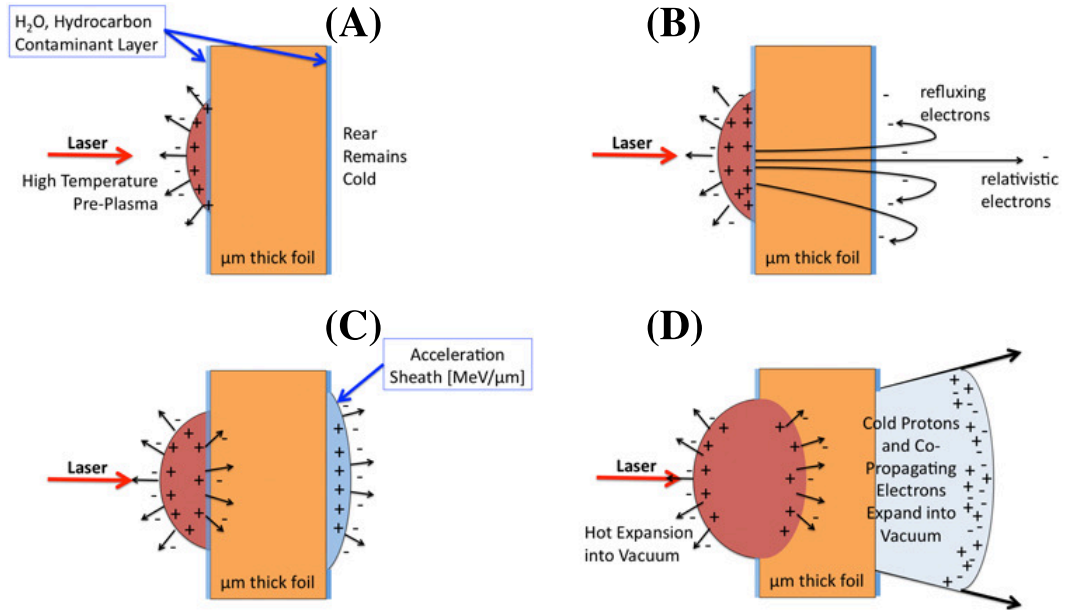 (A)
H₂O, Hydrocarbon
Contaminant Layer
Laser
High Temperature
Pre-Plasma
Rear
Remains
Cold
μm thick foil
(B)
Laser
refluxing
electrons
relativistic
electrons
μm thick foil
(C)
Acceleration
Sheath [MeV/μm]
Laser
μm thick foil
(D)
Laser
Hot Expansion
into Vacuum
Cold Protons
and Co-
Propagating
Electrons
Expand into
Vacuum
μm thick foil